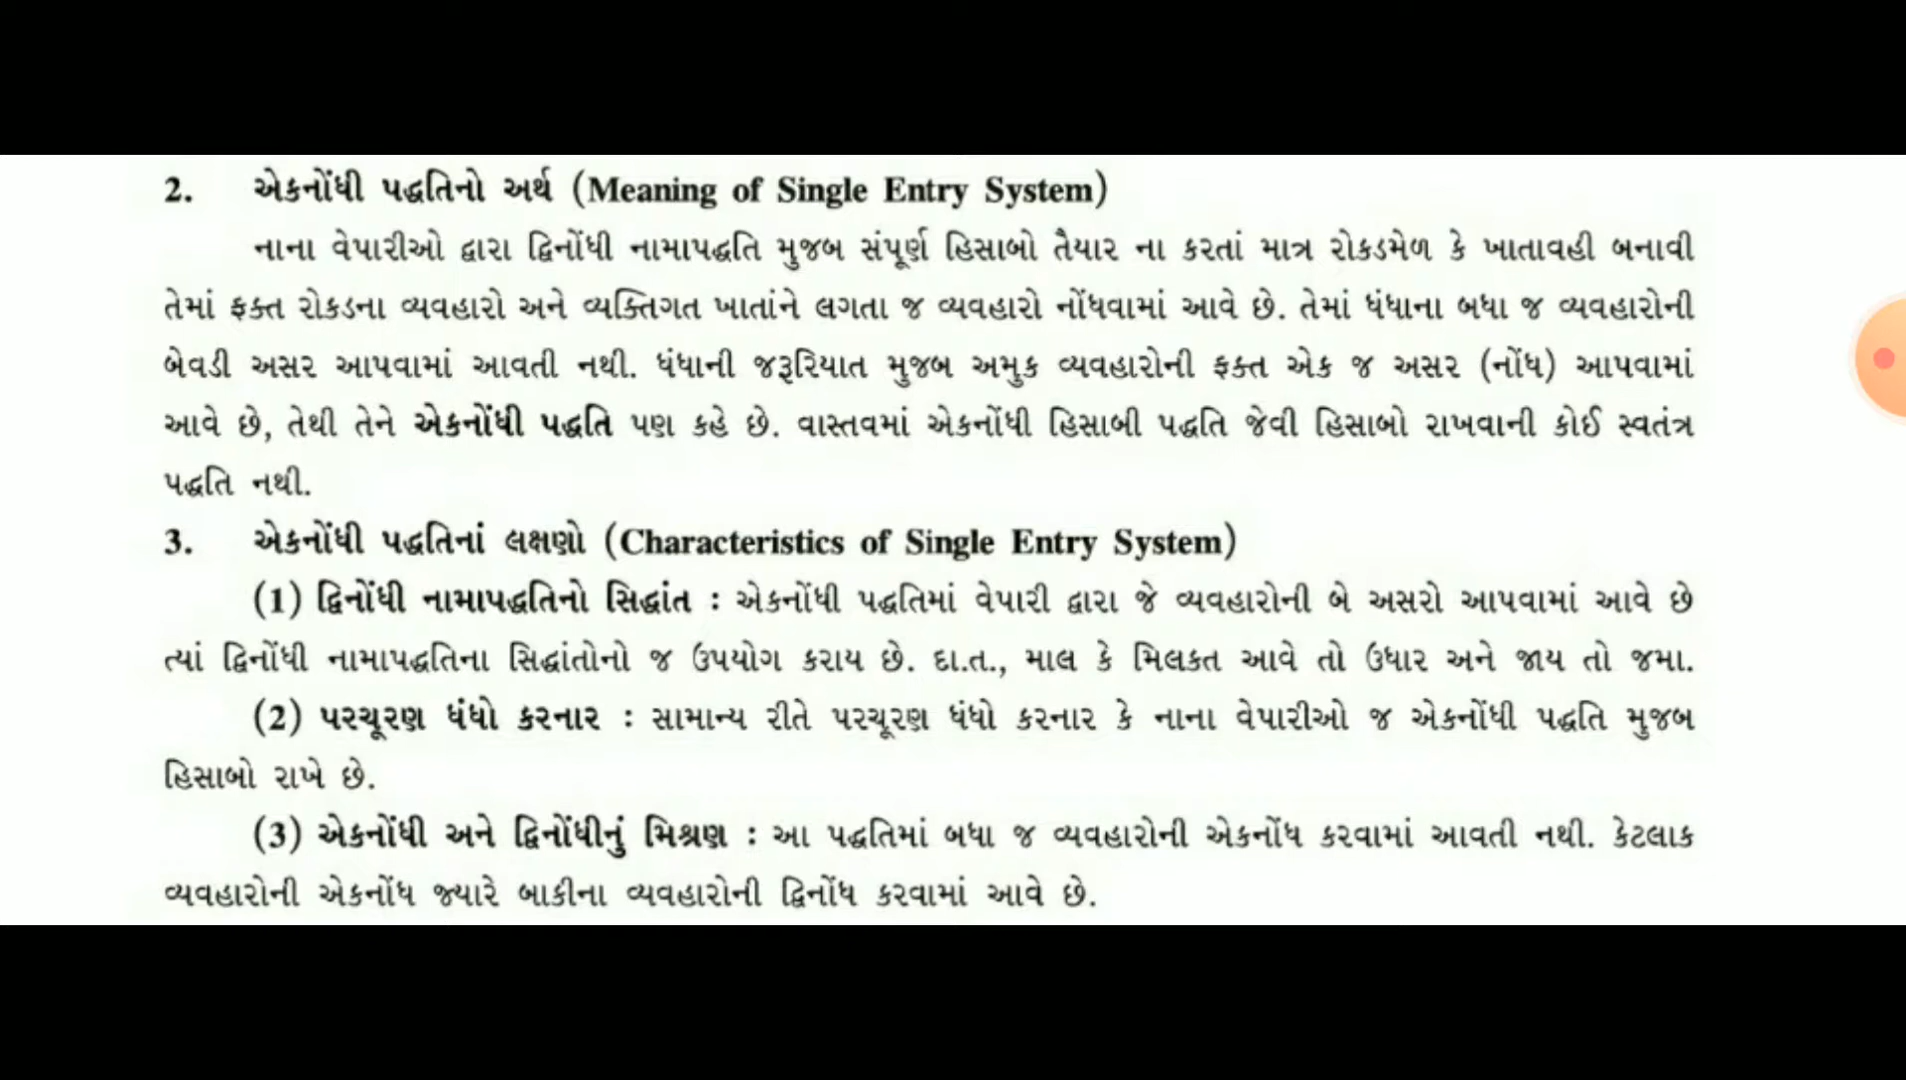 2. એકનોંધી પદ્ધતિનો અર્થ (Meaning of Single Entry System)
નાના વેપારીઓ દ્વારા દ્વિનોંધી નામાપદ્ધતિ મુજબ સંપૂર્ણ હિસાબો તૈયાર ના કરતાં માત્ર રોકડમેળ કે ખાતાવહી બનાવી
તેમાં ફક્ત રોકડના વ્યવહારો અને વ્યક્તિગત ખાતાંને લગતા જ વ્યવહારો નોંધવામાં આવે છે. તેમાં ધંધાના બધા જ વ્યવહારોની
બેવડી અસર આપવામાં આવતી નથી. ધંધાની જરૂરિયાત મુજબ અમુક વ્યવહારોની ફક્ત એક જ અસર (નોંધ) આપવામાં
આવે છે, તેથી તેને એકનોંધી પદ્ધતિ પણ કહે છે. વાસ્તવમાં એકનોંધી હિસાબી પદ્ધતિ જેવી હિસાબો રાખવાની કોઈ સ્વતંત્ર
પદ્ધતિ નથી.
3. એકનોંધી પદ્ધતિનાં લક્ષણો (Characteristics of Single Entry System)
(1) દ્વિનોંધી નામાપદ્ધતિનો સિદ્ધાંત : એકનોંધી પદ્ધતિમાં વેપારી દ્વારા જે વ્યવહારોની બે અસરો આપવામાં આવે છે
ત્યાં દ્વિનોંધી નામાપદ્ધતિના સિદ્ધાંતોનો જ ઉપયોગ કરાય છે. દા.ત., માલ કે મિલકત આવે તો ઉધાર અને જાય તો જમા.
(2) પરચૂરણ ધંધો કરનાર : સામાન્ય રીતે પરચૂરણ ધંધો કરનાર કે નાના વેપારીઓ જ એકનોંધી પદ્ધતિ મુજબ
હિસાબો રાખે છે.
(3) એકનોંધી અને દ્વિનોંધીનું મિશ્રણ : આ પદ્ધતિમાં બધા જ વ્યવહારોની એકનોંધ કરવામાં આવતી નથી. કેટલાક
વ્યવહારોની એકનોંધ જ્યારે બાકીના વ્યવહારોની દ્વિનોંધ કરવામાં આવે છે.